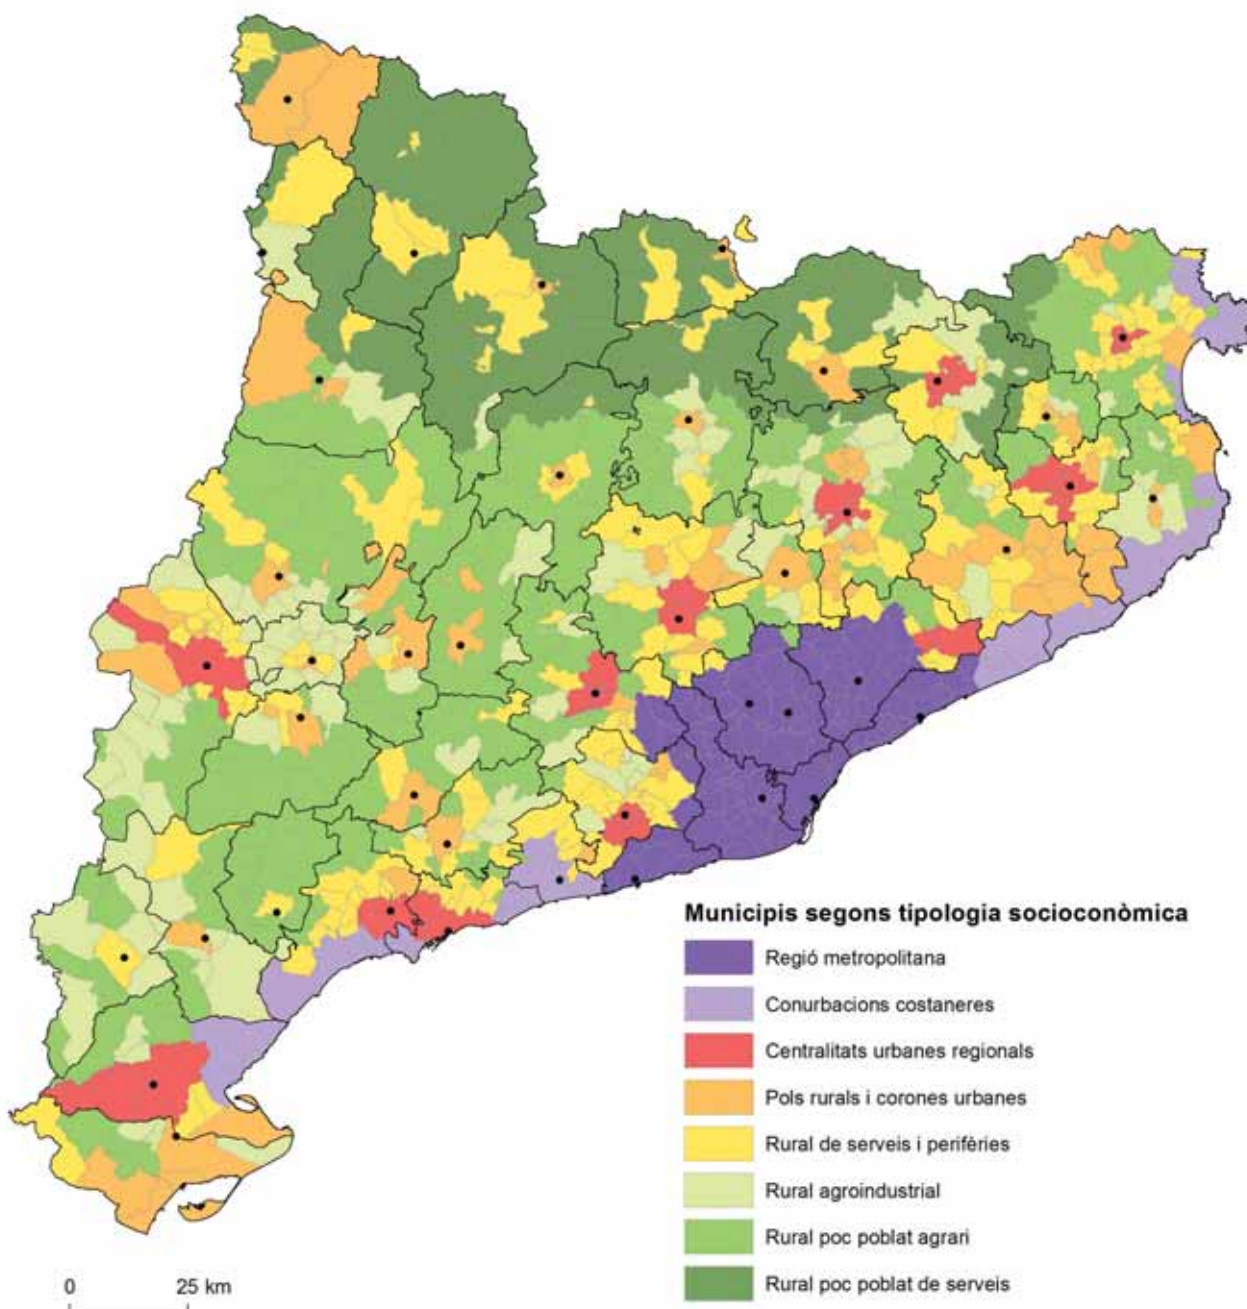 Municipis segons tipologia socioconòmica
Regió metropolitana
Conurbacions costaneres
Centralitats urbanes regionals
Pols rurals i corones urbanes
Rural de serveis i perifèries
Rural agroindustrial
Rural poc poblat agrari
Rural poc poblat de serveis
0 25 km